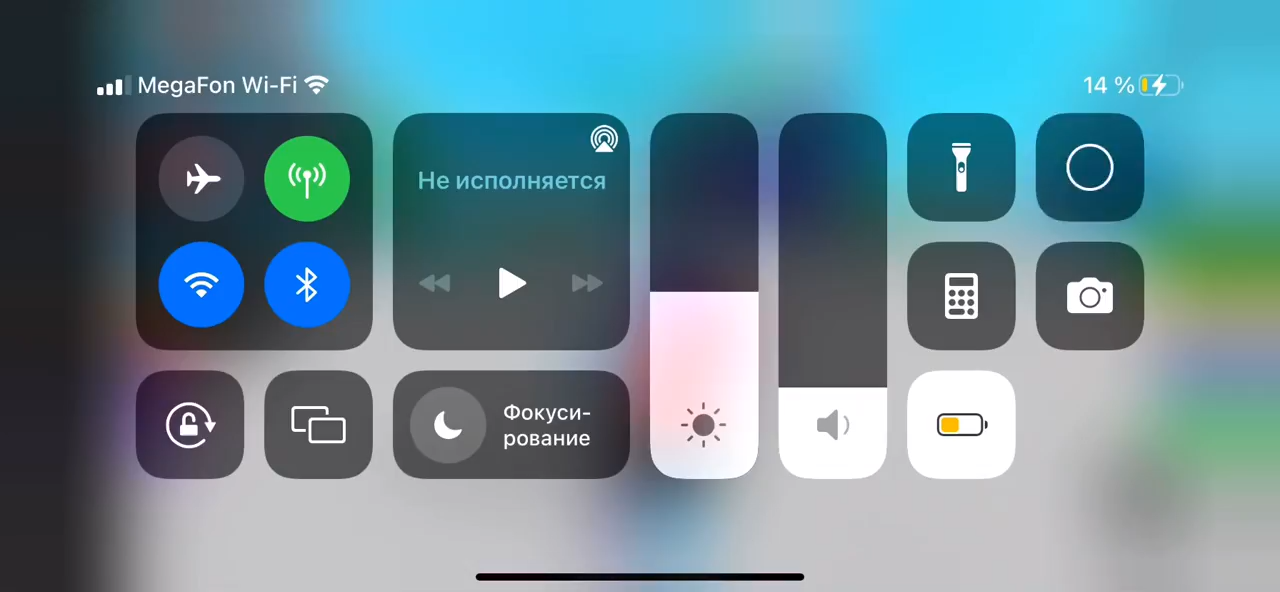 MegaFon Wi-Fi
14 %
Не исполняется
Фокуси-
рование